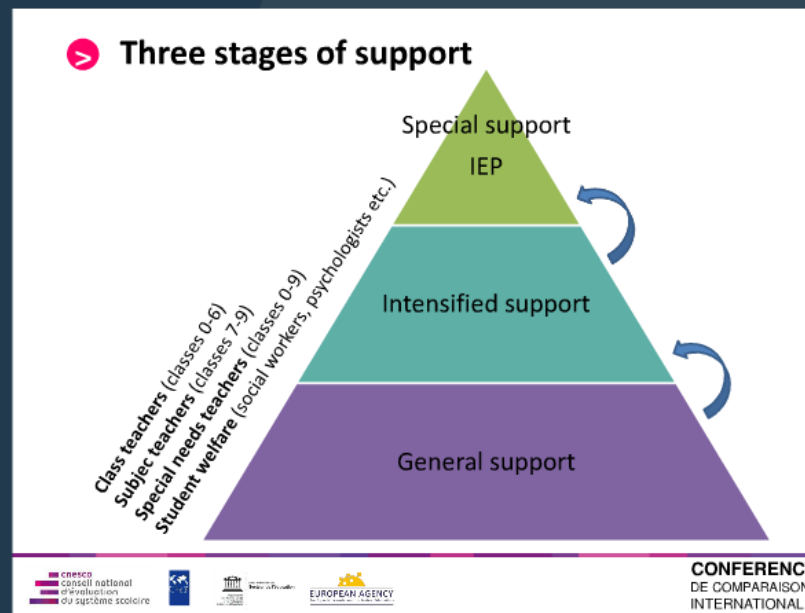 > Three stages of support
Special support
IEP
Intensified support
General support
Class teachers (classes 0-6)
Subjec teachers (classes 7-9)
Special needs teachers (classes 0-9)
Student welfare (social workers, psychologists etc.)
cnesco
conseil national
d'évaluation
du système scolaire
EUROPEAN AGENCY
CONFERENC
DE COMPARAISON
INTERNATIONAL